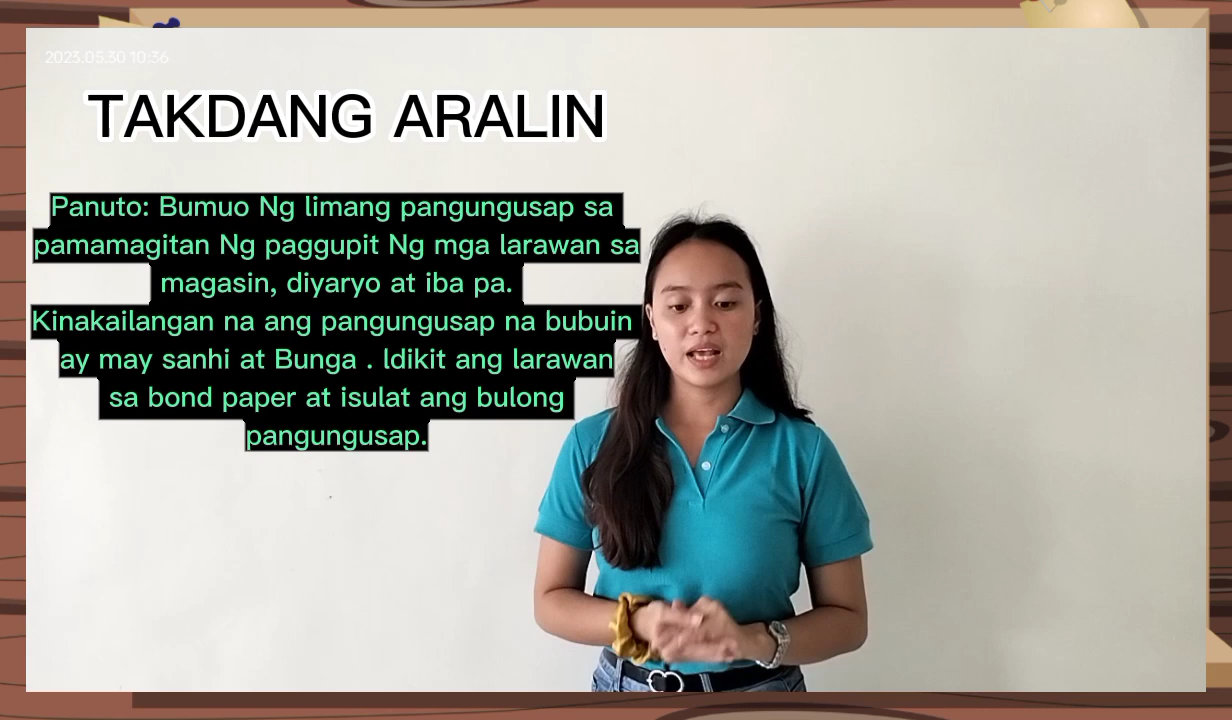 2023.05.30 10:36
TAKDANG ARALIN
Panuto: Bumuo Ng limang pangungusap sa
pamamagitan Ng paggupit Ng mga larawan sa
magasin, diyaryo at iba pa.
Kinakailangan na ang pangungusap na bubuin
ay may sanhi at Bunga . Idikit ang larawan
sa bond paper at isulat ang bulong
pangungusap.